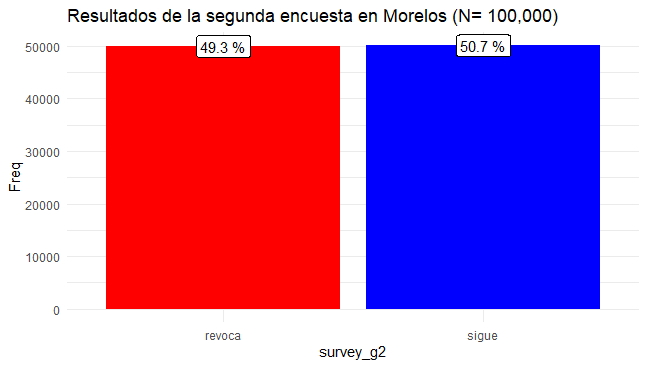 Resultados de la segunda encuesta en Morelos (N= 100,000)
50000
40000
30000
20000
10000
0
Freq
49.3 %
50.7 %
revoca
sigue
survey_g2